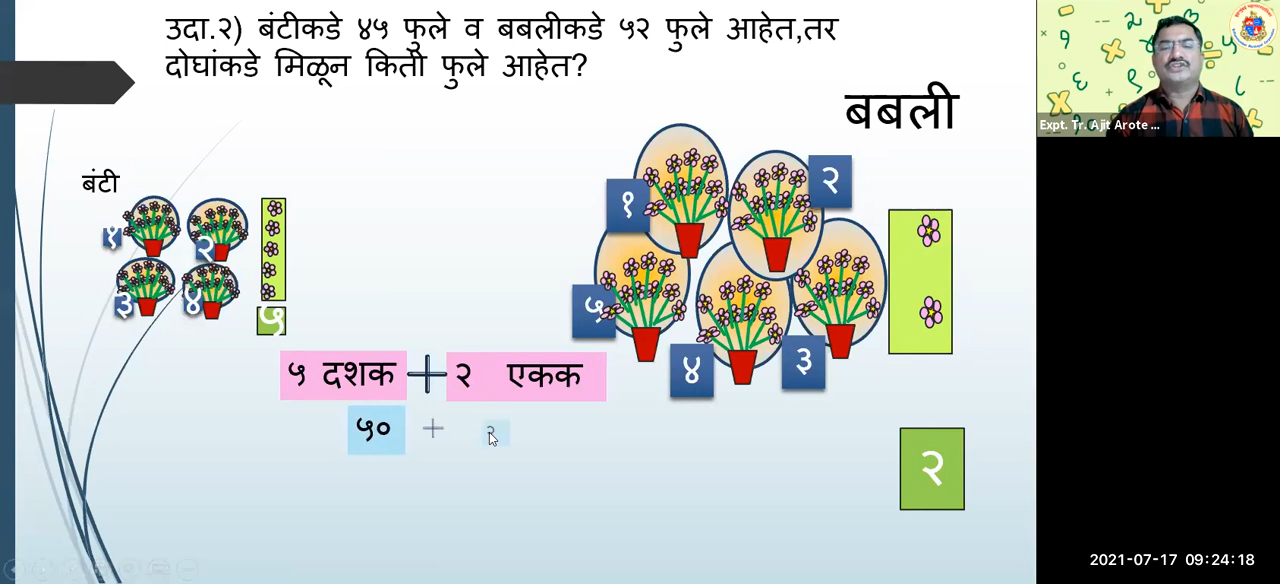 उदा.२) बंटीकडे ४५ फुले व बबलीकडे ५२ फुले आहेत,तर
दोघांकडे मिळून किती फुले आहेत?
बबली
बंटी
१
२
३
४
५
१
२
५
४
३
५ दशक + २ एकक
५० + २
२
Expt. Tr. Ajit Arote ...
2021-07-17 09:24:18